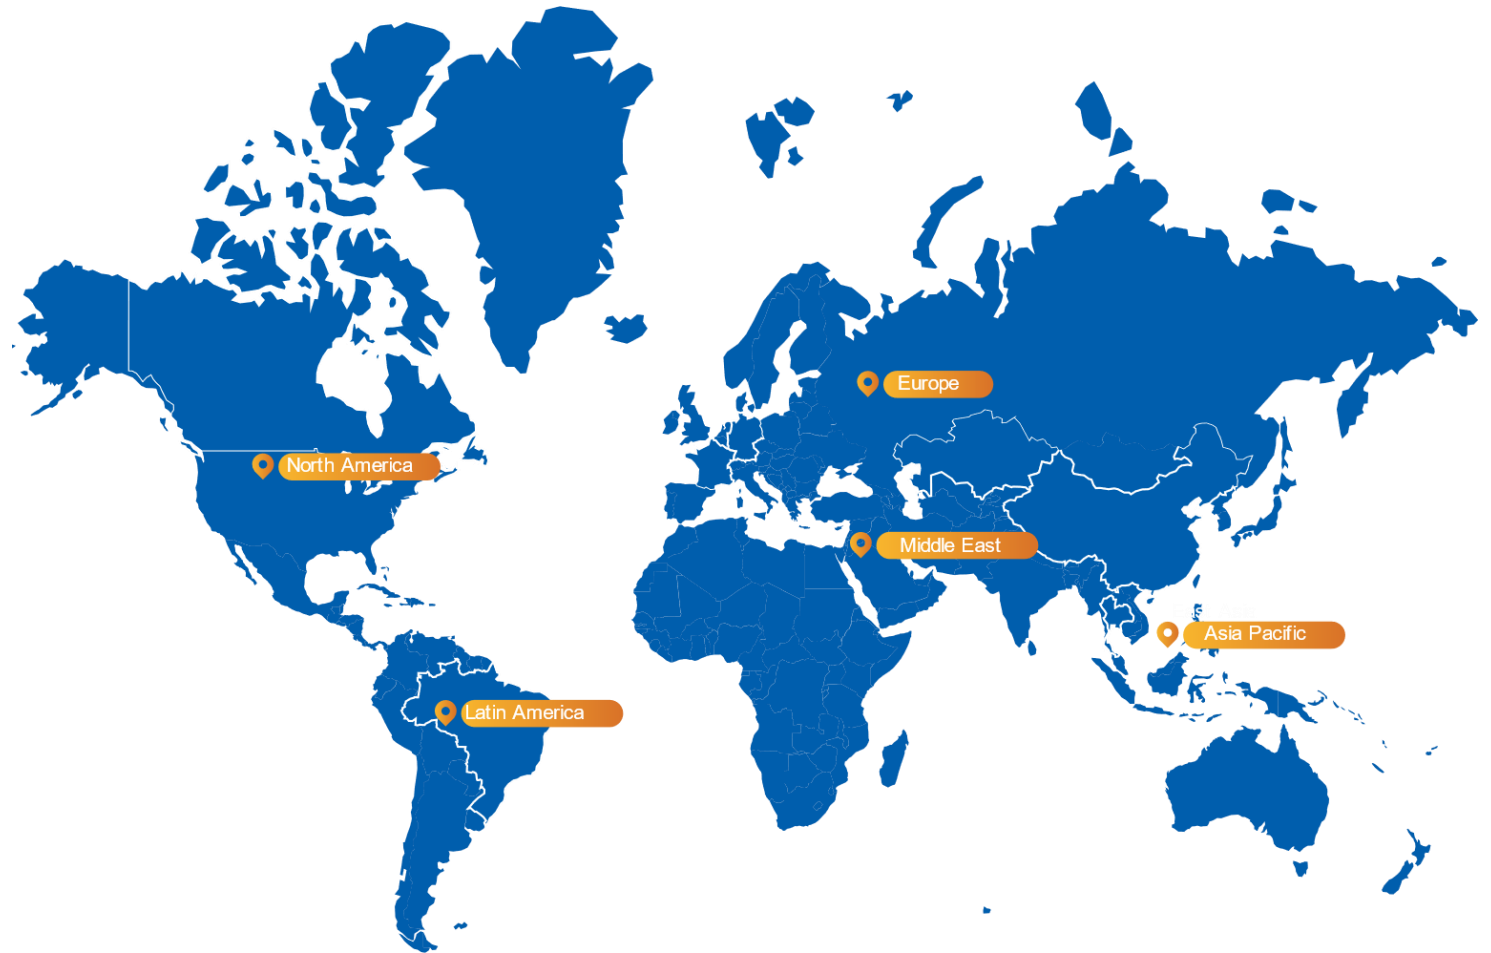 Europe
North America
Middle East
Asia Pacific
Latin America